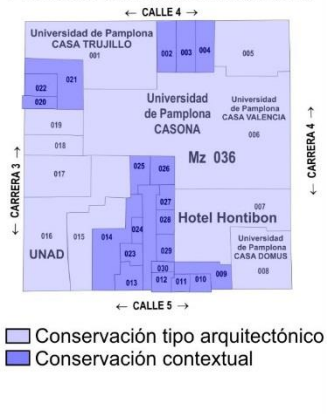 ← CALLE 4 →
Universidad de Pamplona
CASA TRUJILLO
001
002 003 004
005
021
022
020
Universidad
de Pamplona
CASONA
Universidad
de Pamplona
CASA VALENCIA
006
019
018
Mz 036
← CARRERA 3 →
← CARRERA 4 →
017
025 026
027
007
028
Hotel Hontibon
016
015
014
024
Universidad
de Pamplona
CASA DOMUS
008
UNAD
023
029
030
013
012 011 010 009
← CALLE 5 →
Conservación tipo arquitectónico
Conservación contextual